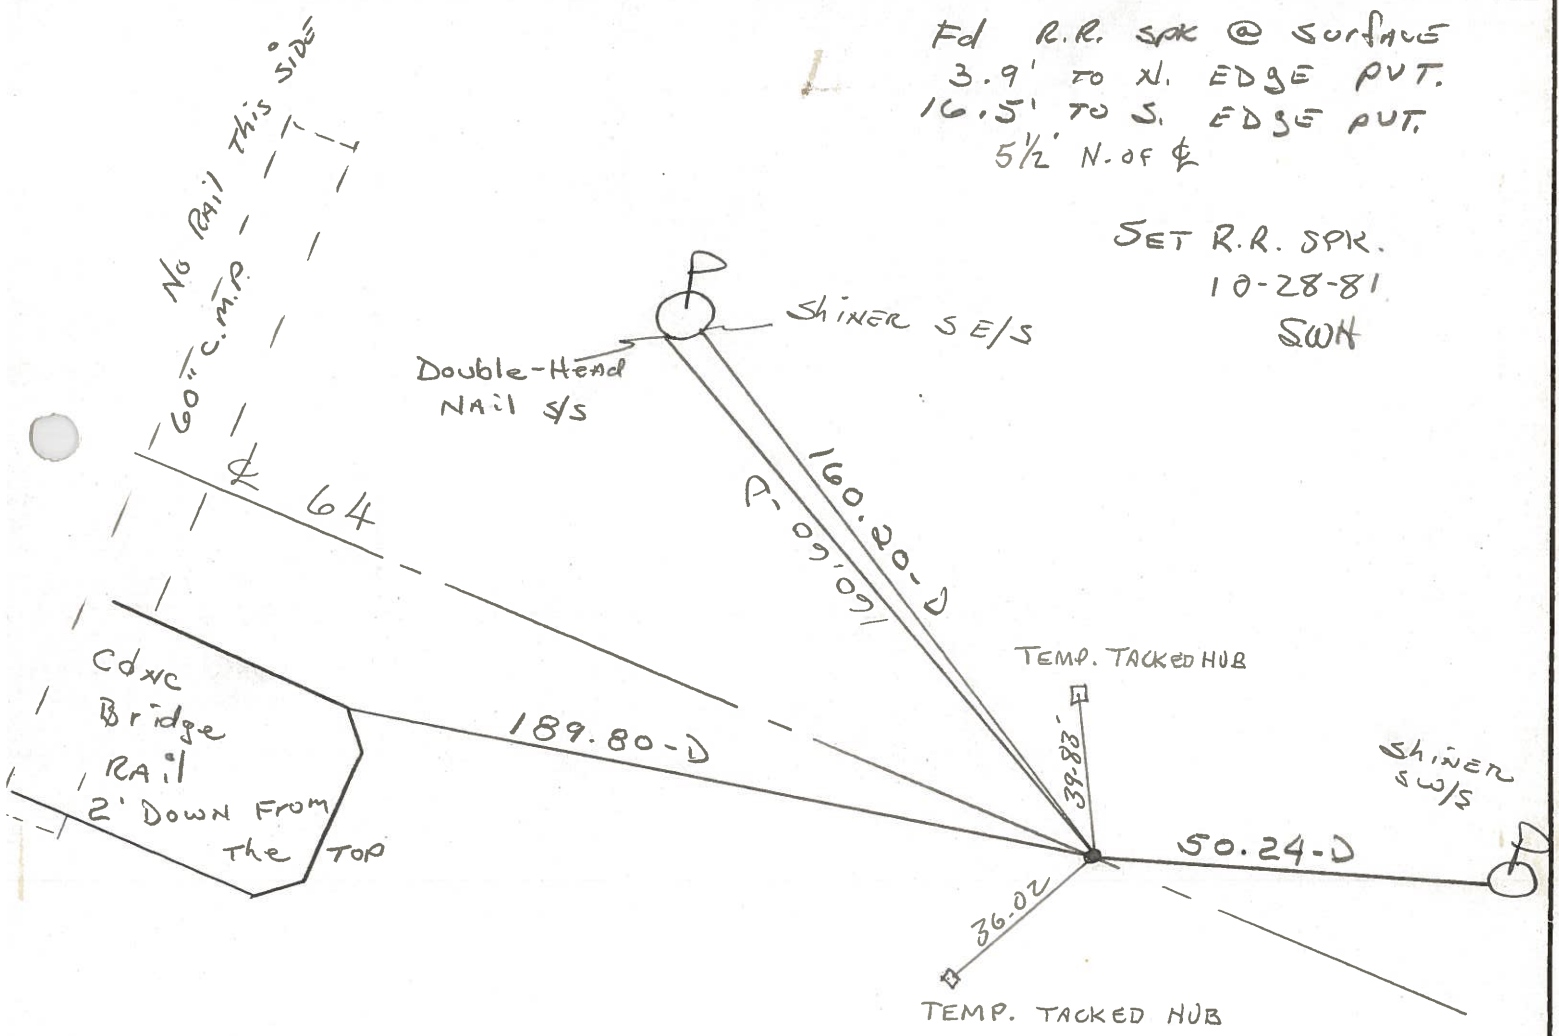 Fd R.R. SPK @ SURFACE
3.9' TO N. EDGE PVT.
16.5' TO S. EDGE PVT.
5½' N. OF ℄
SET R.R. SPK.
10-28-81
SWH
No RAil This SIDE
60" C.M.P.
ShiNER S E/S
Double-HEAd
NAil S/S
160.20-D
160.60-D
℄ 64
TEMP. TACKED HUB
39.83'
189.80-D
Bridge
RAil
2' DOWN From
The TOP
ShiNER
SW/S
50.24-D
36.02
TEMP. TACKED HUB